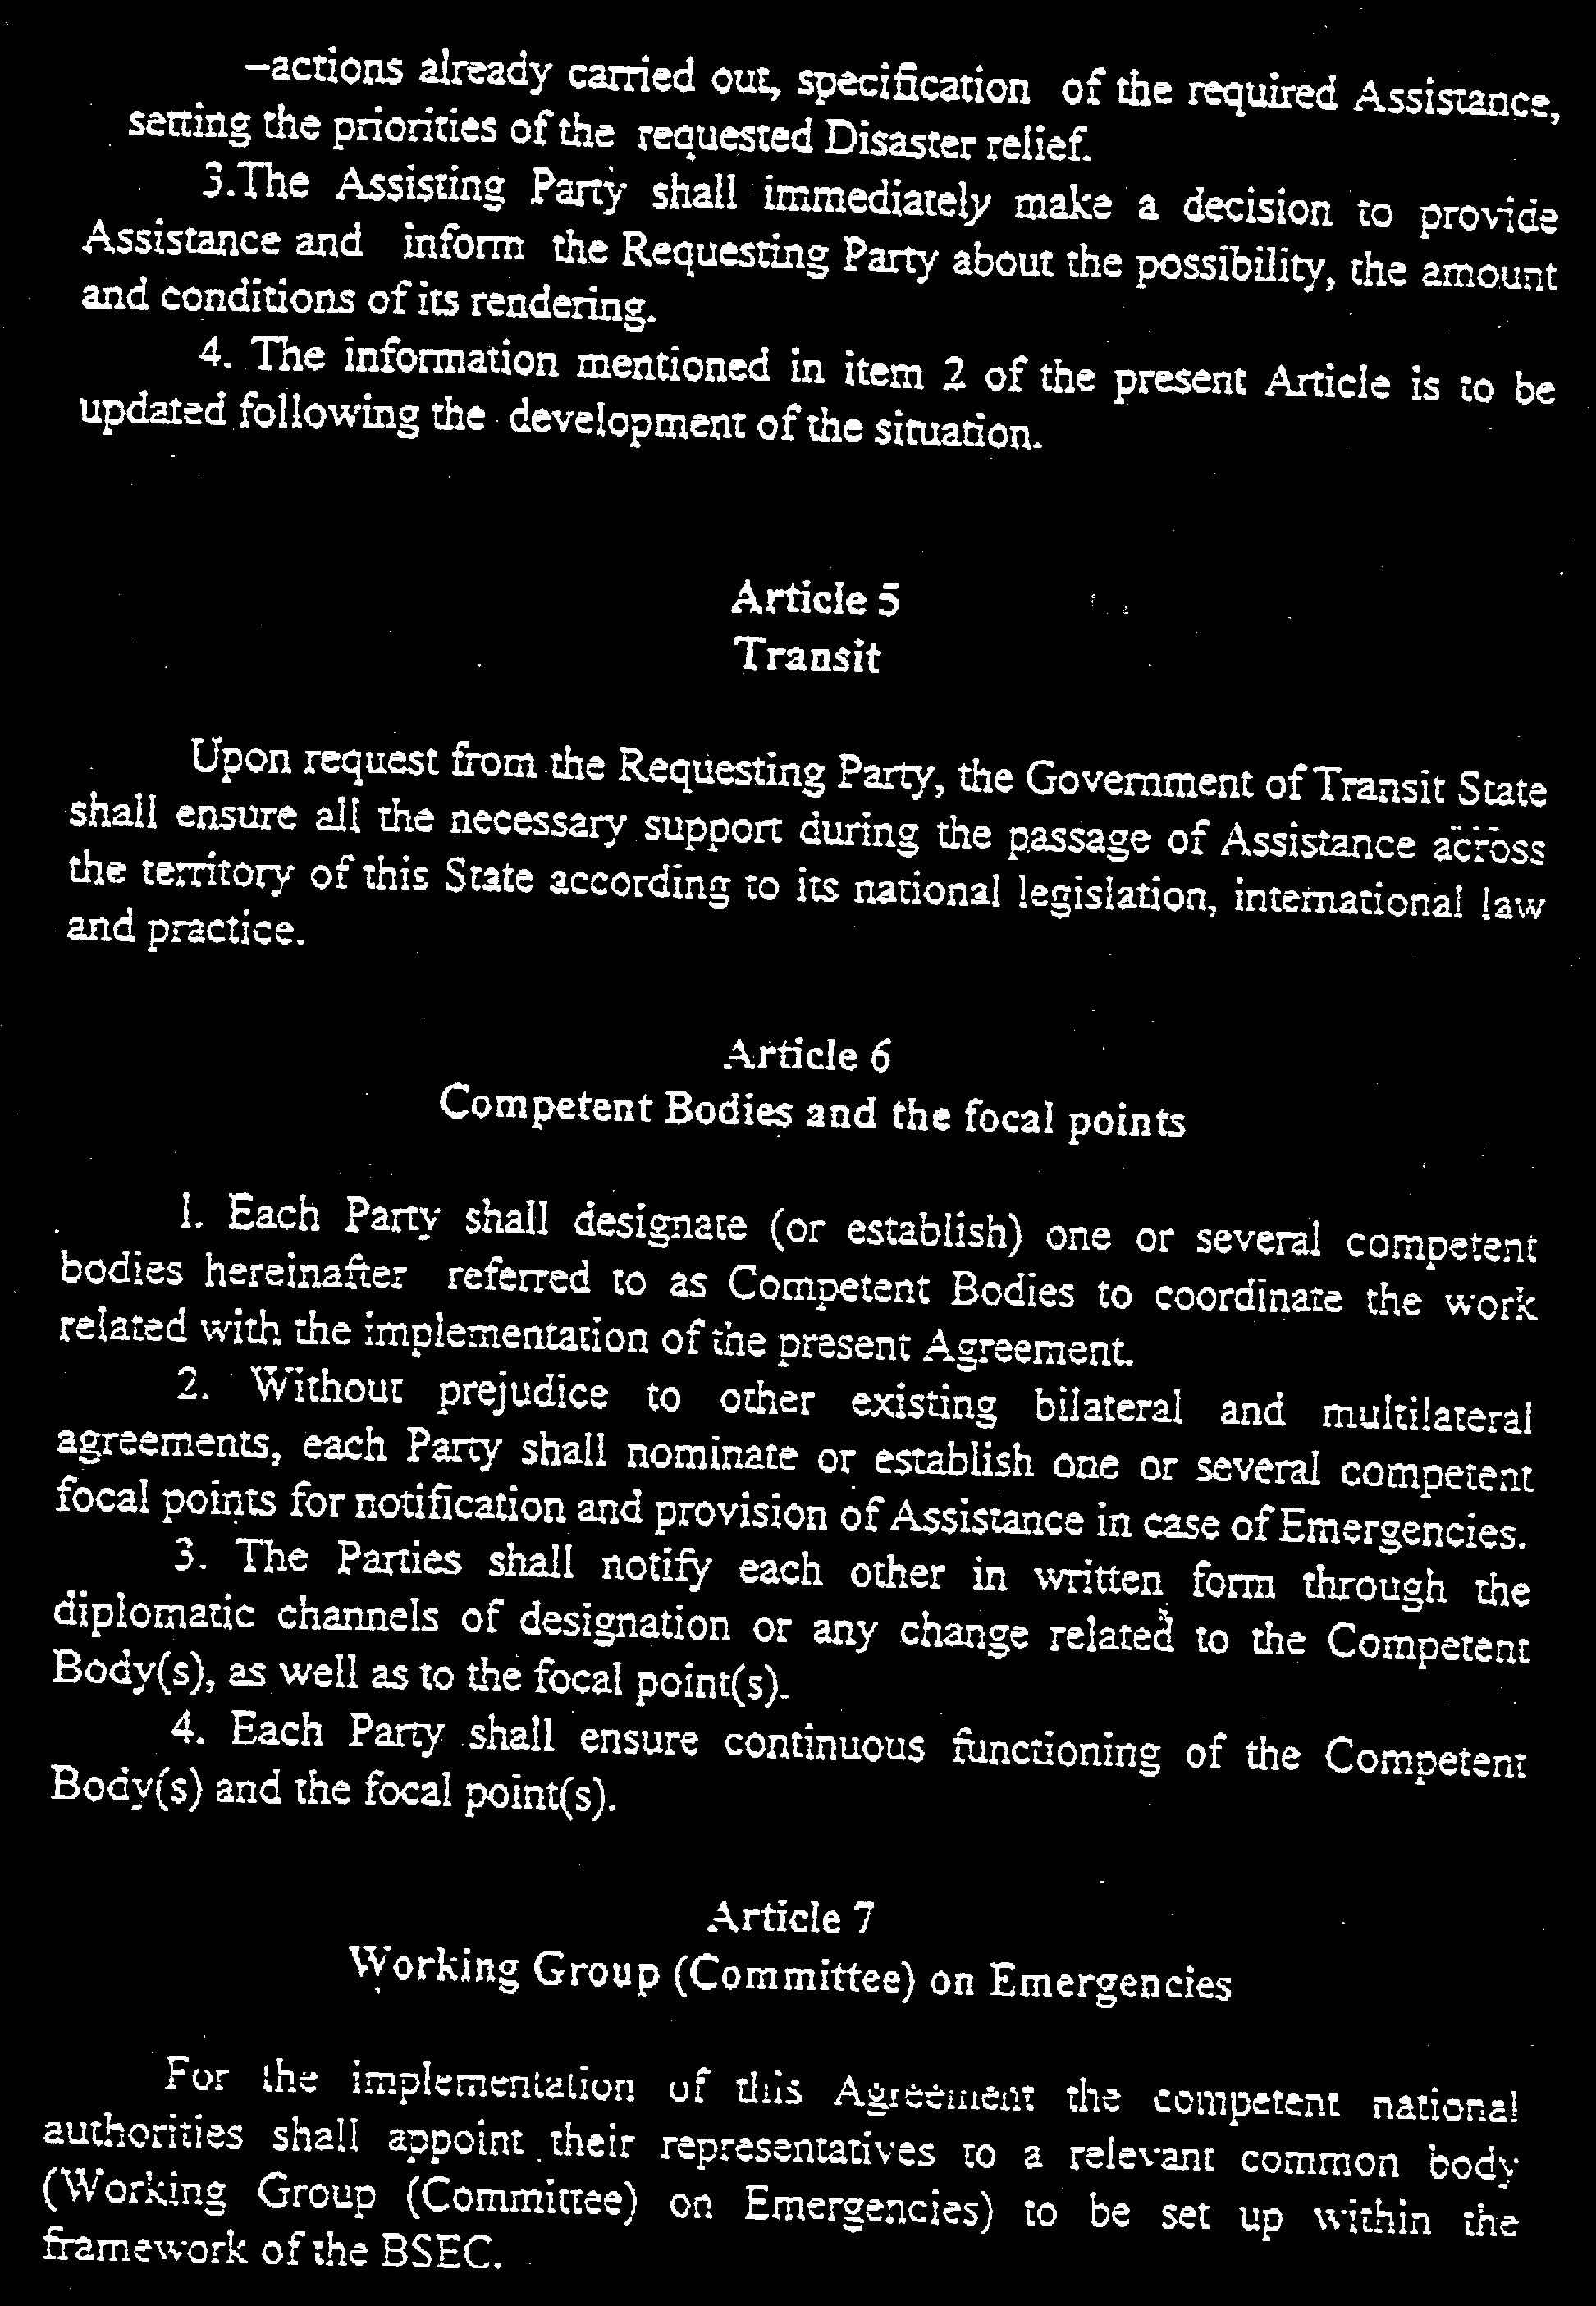 –actions already carried out, specification of the required Assistance,
setting the priorities of the requested Disaster relief.
3.The Assisting Party shall immediately make a decision to provide
Assistance and inform the Requesting Party about the possibility, the amount
and conditions of its rendering.
4. The information mentioned in item 2 of the present Article is to be
updated following the development of the situation.
Article 5
Transit
Upon request from the Requesting Party, the Government of Transit State
shall ensure all the necessary support during the passage of Assistance across
the territory of this State according to its national legislation, international law
and practice.
Article 6
Competent Bodies and the focal points
1. Each Party shall designate (or establish) one or several competent
bodies hereinafter referred to as Competent Bodies to coordinate the work
related with the implementation of the present Agreement.
2. Without prejudice to other existing bilateral and multilateral
agreements, each Party shall nominate or establish one or several competent
focal points for notification and provision of Assistance in case of Emergencies.
3. The Parties shall notify each other in written form through the
diplomatic channels of designation or any change related to the Competent
Body(s), as well as to the focal point(s).
4. Each Party shall ensure continuous functioning of the Competent
Body(s) and the focal point(s).
Article 7
Working Group (Committee) on Emergencies
For the implementation of this Agreement the competent national
authorities shall appoint their representatives to a relevant common body
(Working Group (Committee) on Emergencies) to be set up within the
framework of the BSEC.